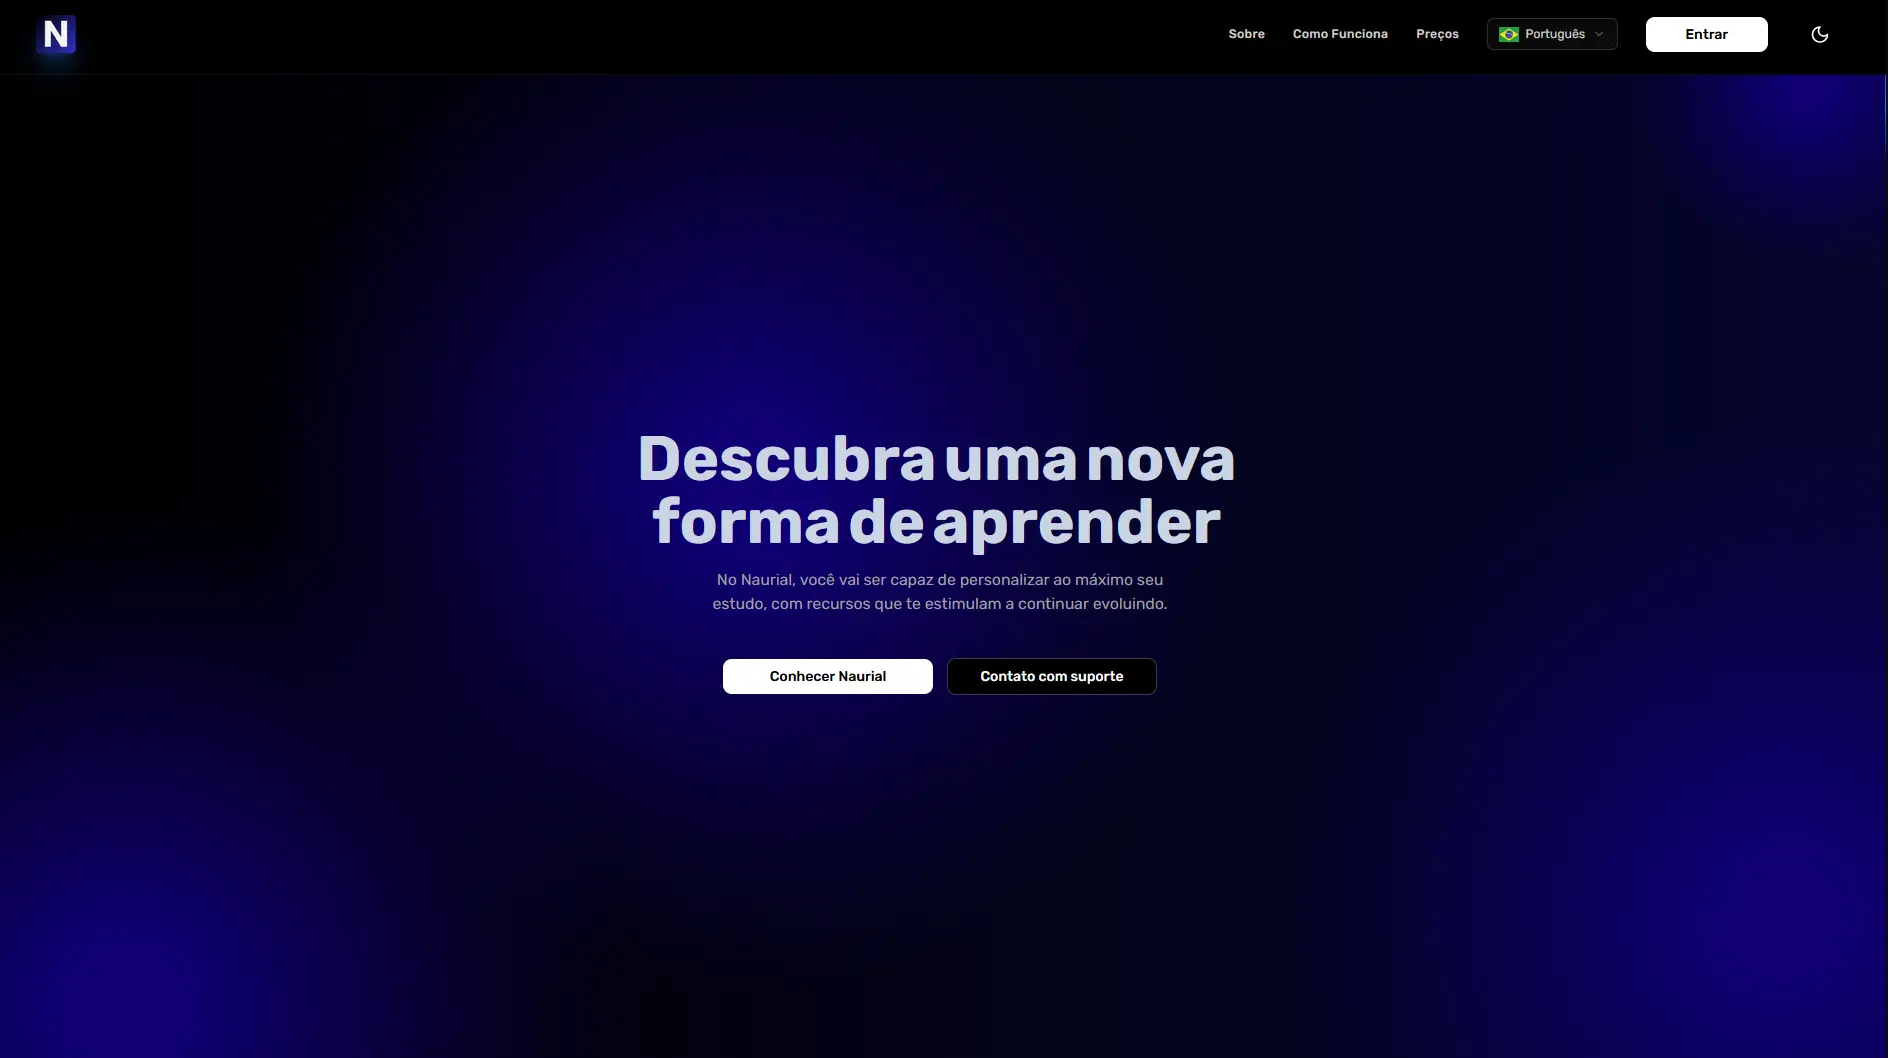 N
Sobre
Como Funciona
Preços
Português
Entrar
Descubra uma nova
forma de aprender
No Naurial, você vai ser capaz de personalizar ao máximo seu
estudo, com recursos que te estimulam a continuar evoluindo.
Conhecer Naurial
Contato com suporte